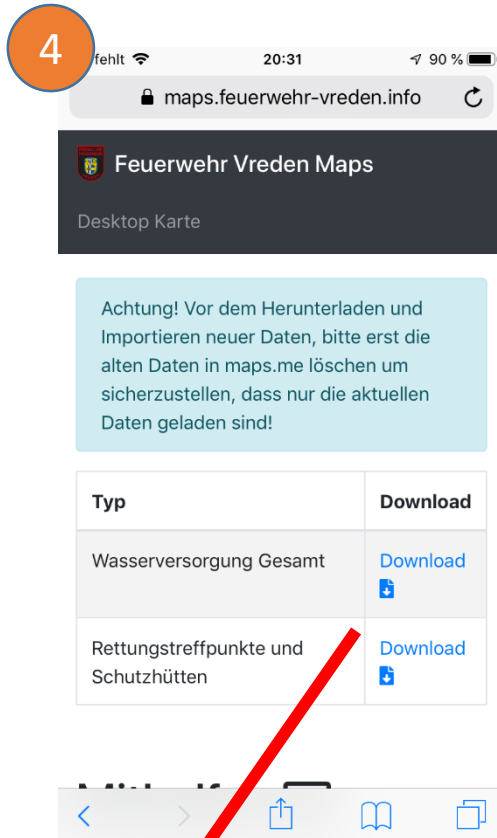 4
fehlt 20:31 90 %
maps.feuerwehr-vreden.info
Feuerwehr Vreden Maps
Desktop Karte
Achtung! Vor dem Herunterladen und
Importieren neuer Daten, bitte erst die
alten Daten in maps.me löschen um
sicherzustellen, dass nur die aktuellen
Daten geladen sind!
Typ Download
Wasserversorgung Gesamt Download
Rettungstreffpunkte und Download
Schutzhütten